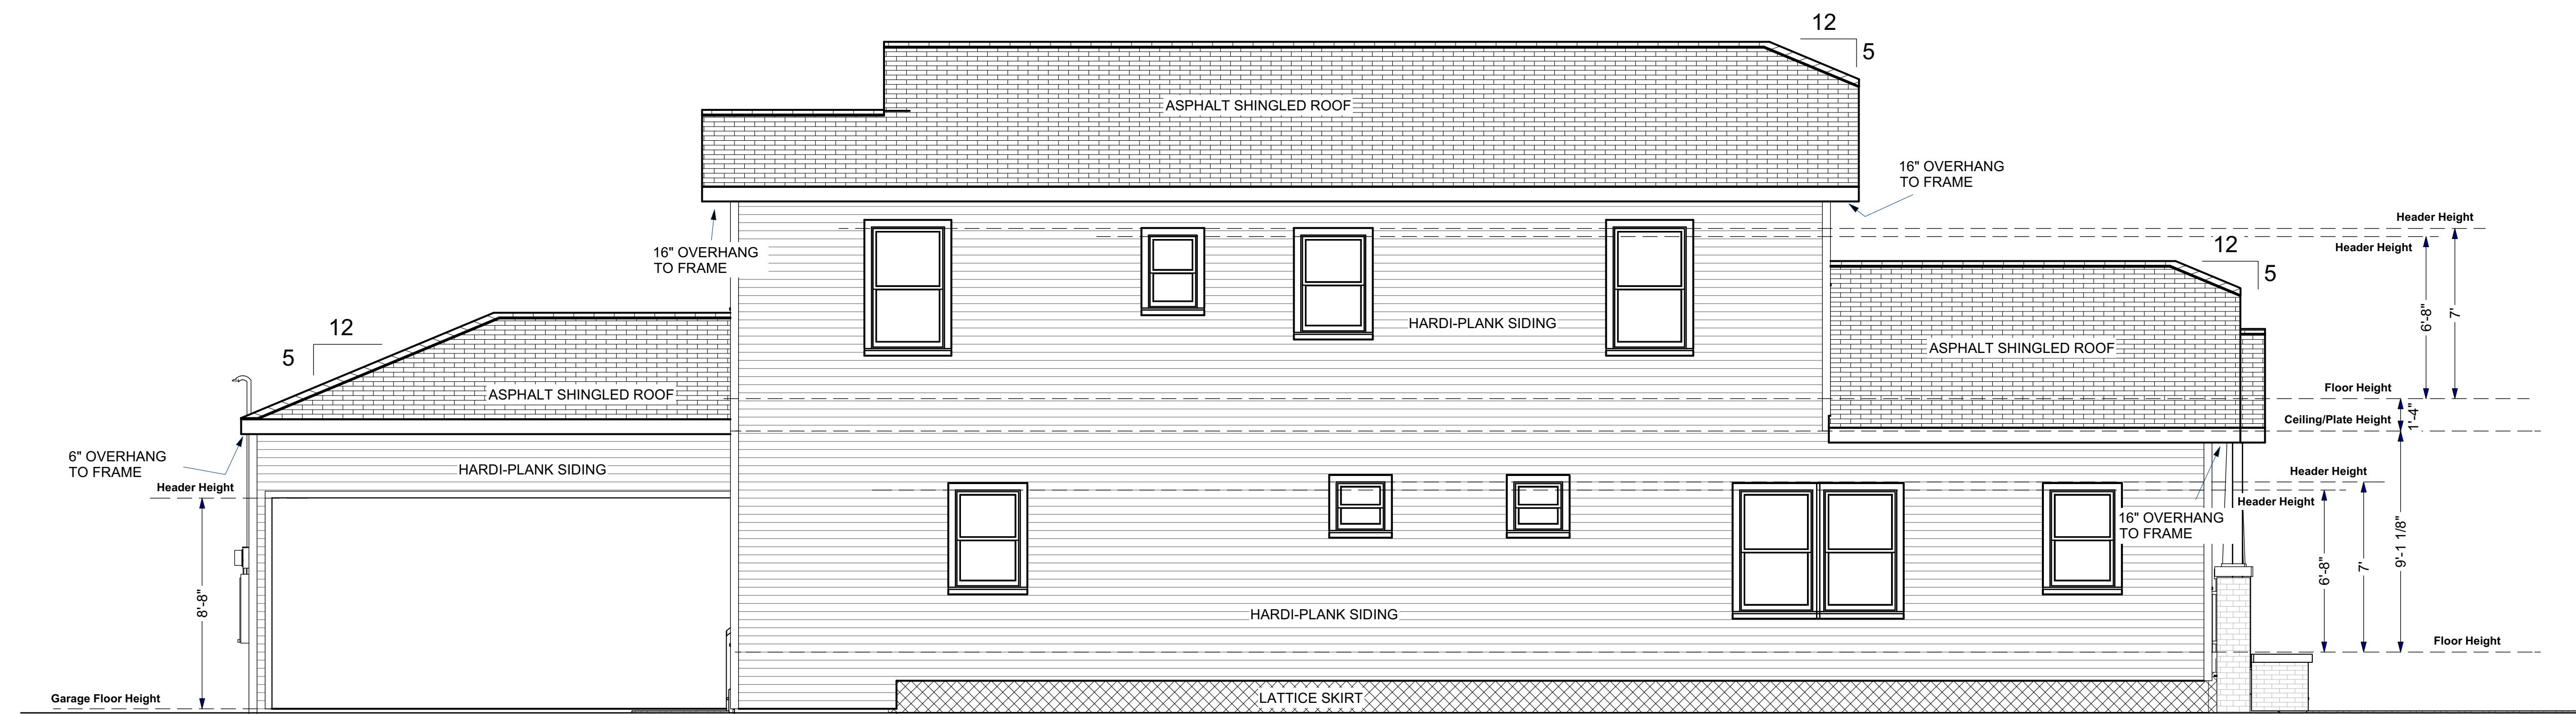 12
5
ASPHALT SHINGLED ROOF
16" OVERHANG
TO FRAME
Header Height
Header Height
12
5
16" OVERHANG
TO FRAME
6'-8"
7'
HARDI-PLANK SIDING
12
5
ASPHALT SHINGLED ROOF
ASPHALT SHINGLED ROOF
Floor Height
1'-4"
Ceiling/Plate Height
6" OVERHANG
TO FRAME
HARDI-PLANK SIDING
Header Height
Header Height
Header Height
16" OVERHANG
TO FRAME
8'-8"
6'-8"
7'
9'-1 1/8"
HARDI-PLANK SIDING
Floor Height
Garage Floor Height
LATTICE SKIRT